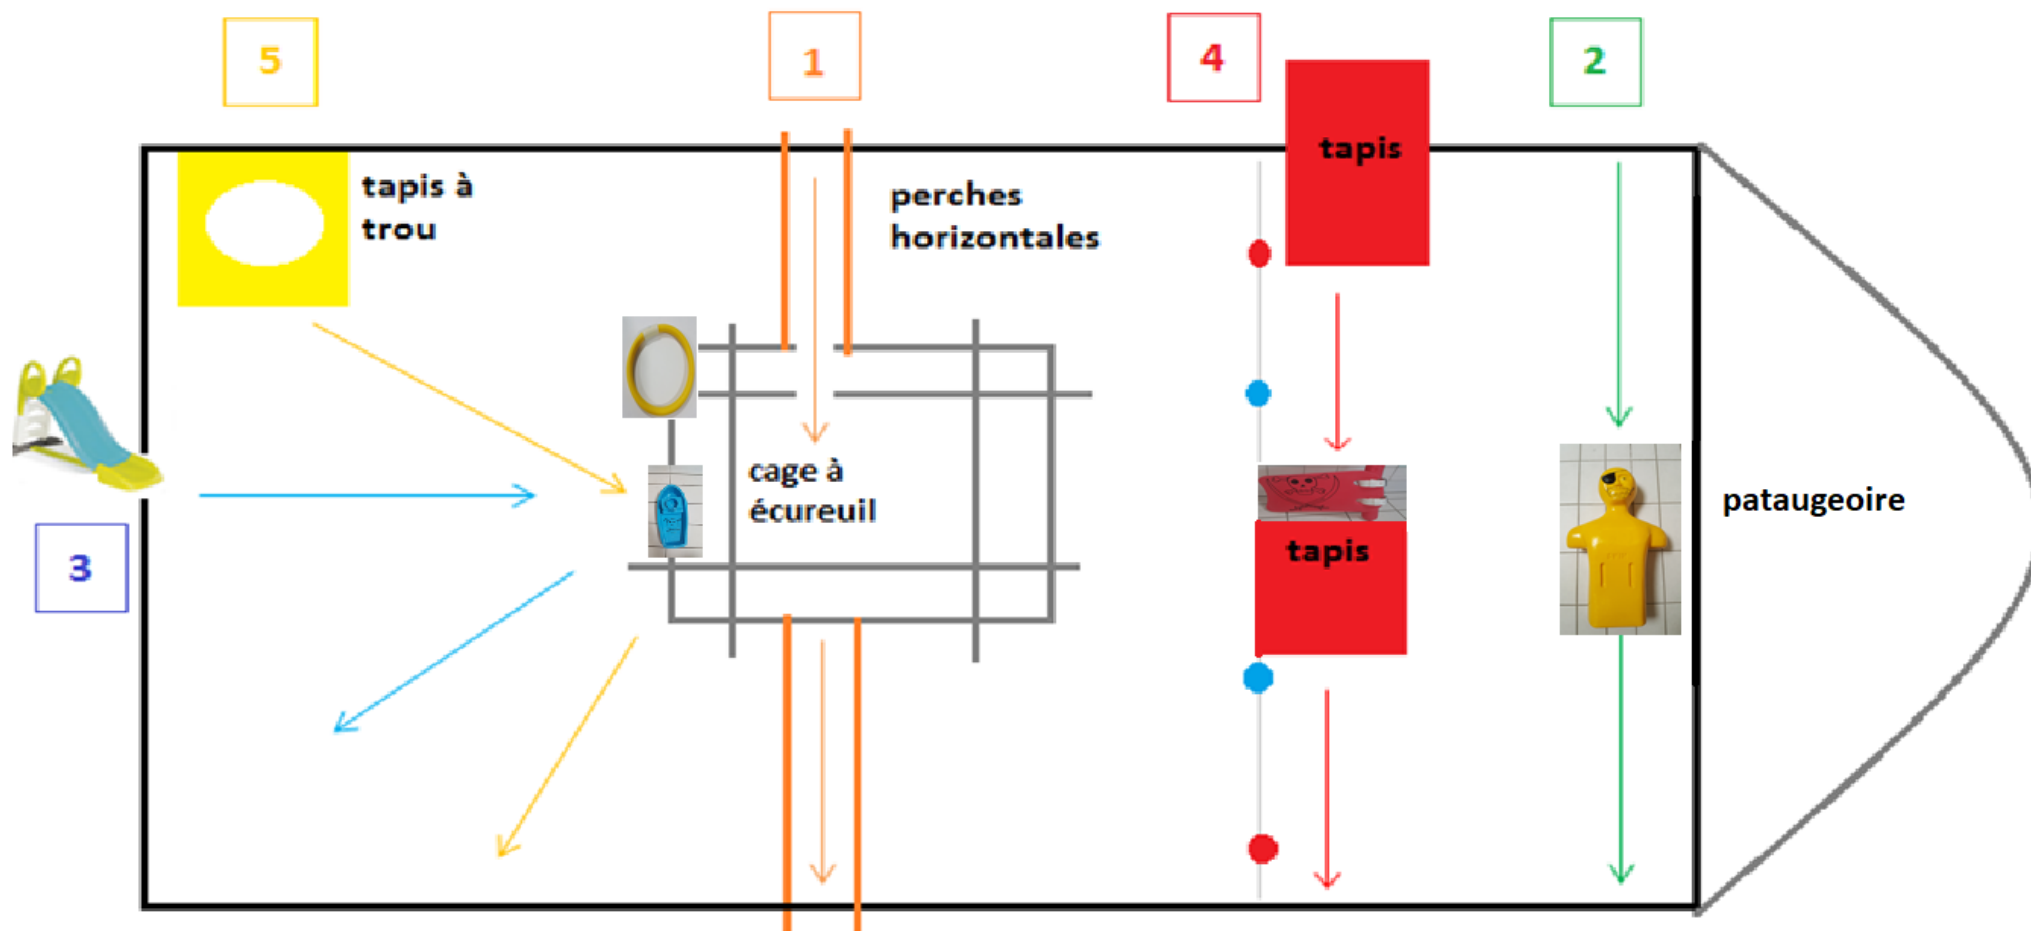 5
1
4
2
tapis
tapis à
trou
perches
horizontales
cage à
écureuil
pataugeoire
tapis
3